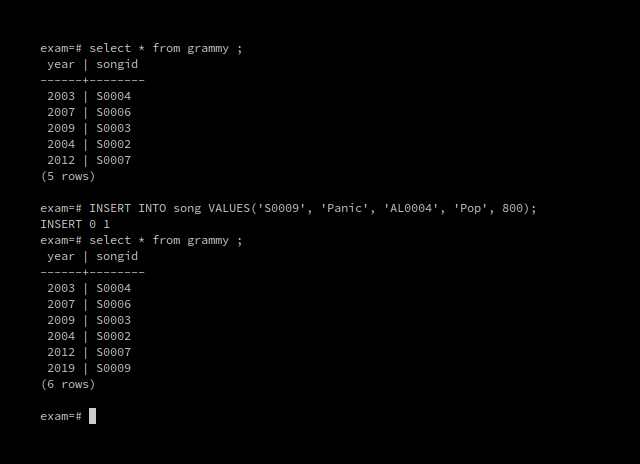 exam=# select * from grammy ;
 year | songid
------+--------
 2003 | S0004
 2007 | S0006
 2009 | S0003
 2004 | S0002
 2012 | S0007
(5 rows)
exam=# INSERT INTO song VALUES('S0009', 'Panic', 'AL0004', 'Pop', 800);
INSERT 0 1
exam=# select * from grammy ;
 year | songid
------+--------
 2003 | S0004
 2007 | S0006
 2009 | S0003
 2004 | S0002
 2012 | S0007
 2019 | S0009
(6 rows)
exam=#